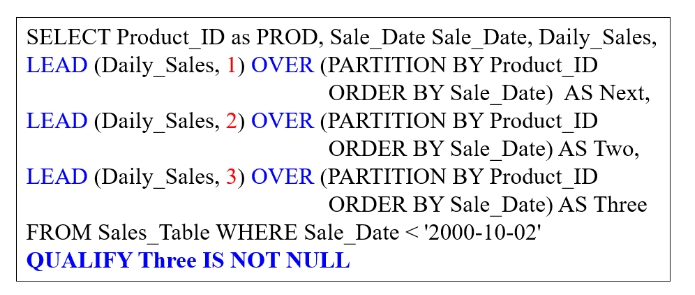 SELECT Product_ID as PROD, Sale_Date Sale_Date, Daily_Sales,
LEAD (Daily_Sales, 1) OVER (PARTITION BY Product_ID
ORDER BY Sale_Date) AS Next,
LEAD (Daily_Sales, 2) OVER (PARTITION BY Product_ID
ORDER BY Sale_Date) AS Two,
LEAD (Daily_Sales, 3) OVER (PARTITION BY Product_ID
ORDER BY Sale_Date) AS Three
FROM Sales_Table WHERE Sale_Date < '2000-10-02'
QUALIFY Three IS NOT NULL